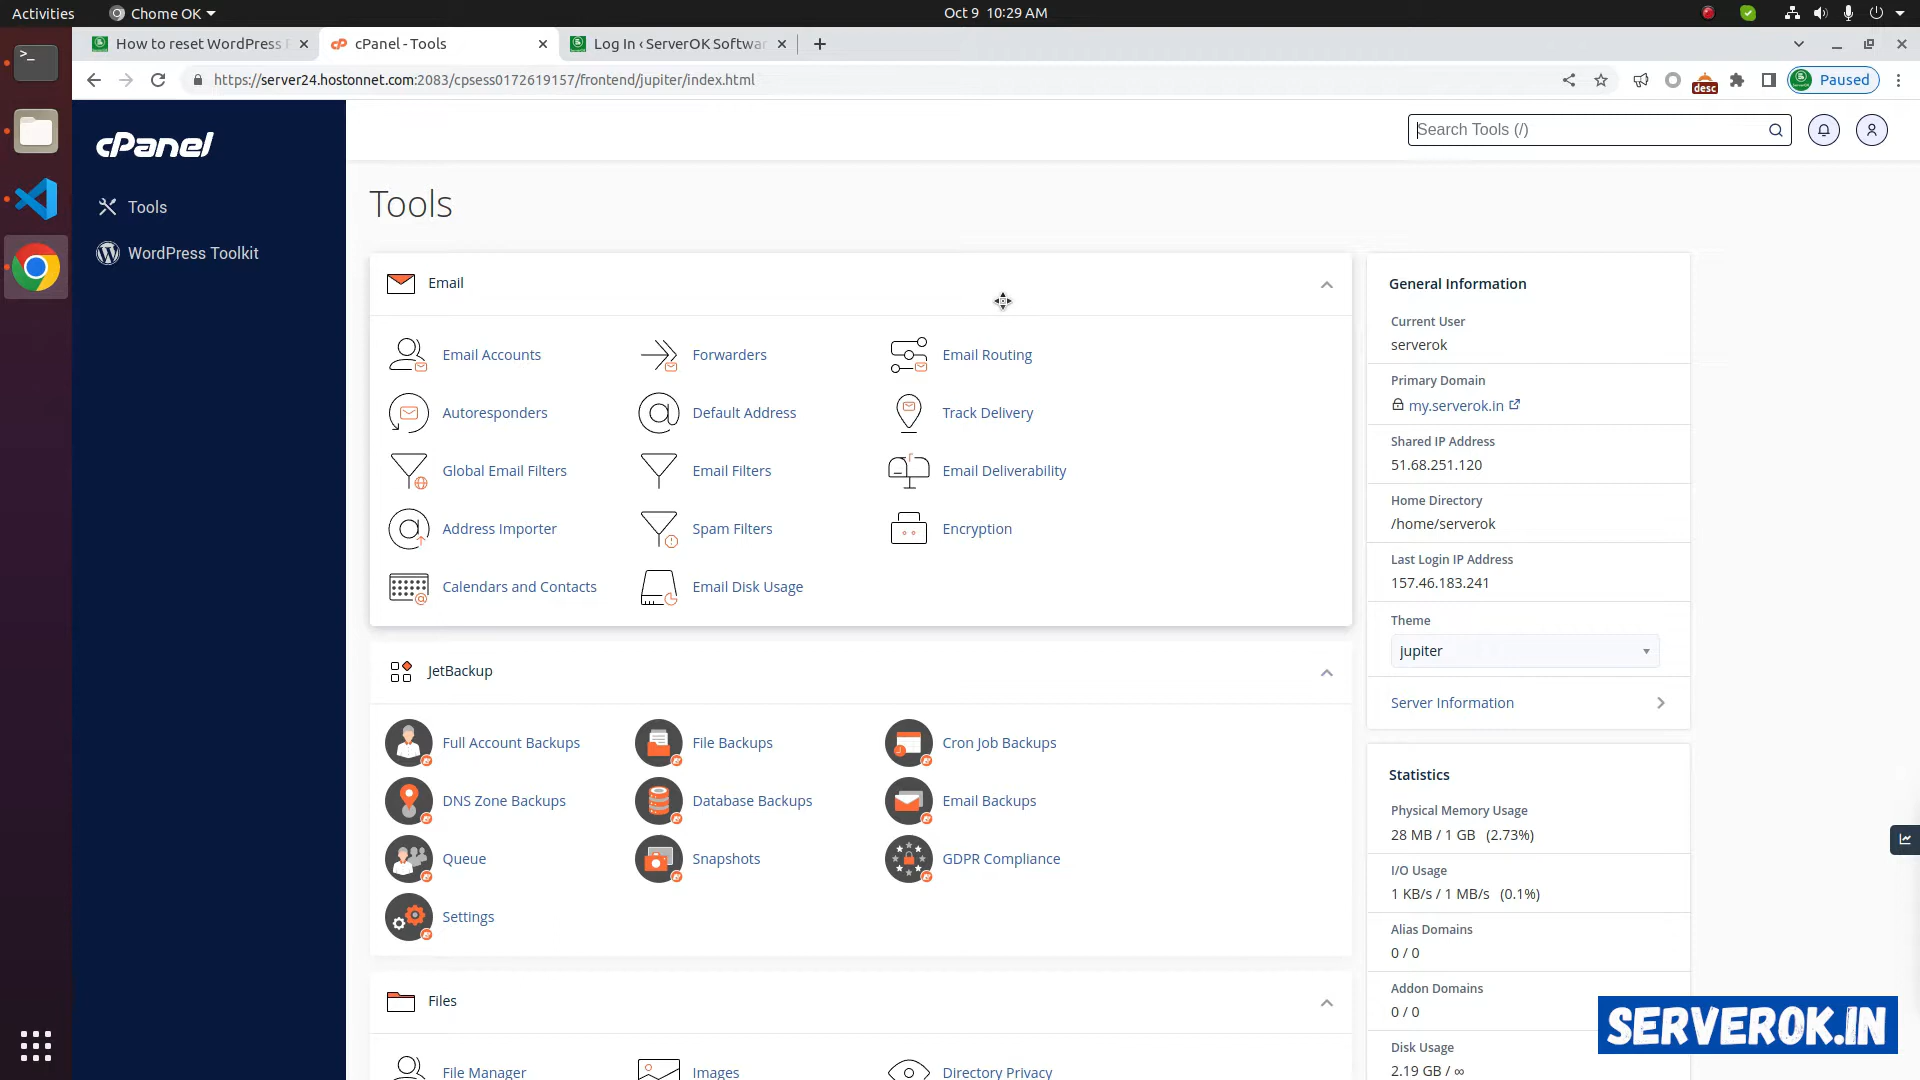 Activities
Chome OK
Oct 9 10:29 AM
How to reset WordPress
cPanel - Tools
Log In ‹ ServerOK Softwar
https://server24.hostonnet.com:2083/cpsess0172619157/frontend/jupiter/index.html
desc
Paused
cPanel
Search Tools (/)
Tools
WordPress Toolkit
Tools
Email
Email Accounts
Forwarders
Email Routing
Autoresponders
Default Address
Track Delivery
Global Email Filters
Email Filters
Email Deliverability
Address Importer
Spam Filters
Encryption
Calendars and Contacts
Email Disk Usage
JetBackup
Full Account Backups
File Backups
Cron Job Backups
DNS Zone Backups
Database Backups
Email Backups
Queue
Snapshots
GDPR Compliance
Settings
Files
File Manager
Images
Directory Privacy
General Information
Current User
serverok
Primary Domain
my.serverok.in
Shared IP Address
51.68.251.120
Home Directory
/home/serverok
Last Login IP Address
157.46.183.241
Theme
jupiter
Server Information
Statistics
Physical Memory Usage
28 MB / 1 GB (2.73%)
I/O Usage
1 KB/s / 1 MB/s (0.1%)
Alias Domains
0 / 0
Addon Domains
0 / 0
Disk Usage
2.19 GB / ∞
SERVEROK.IN